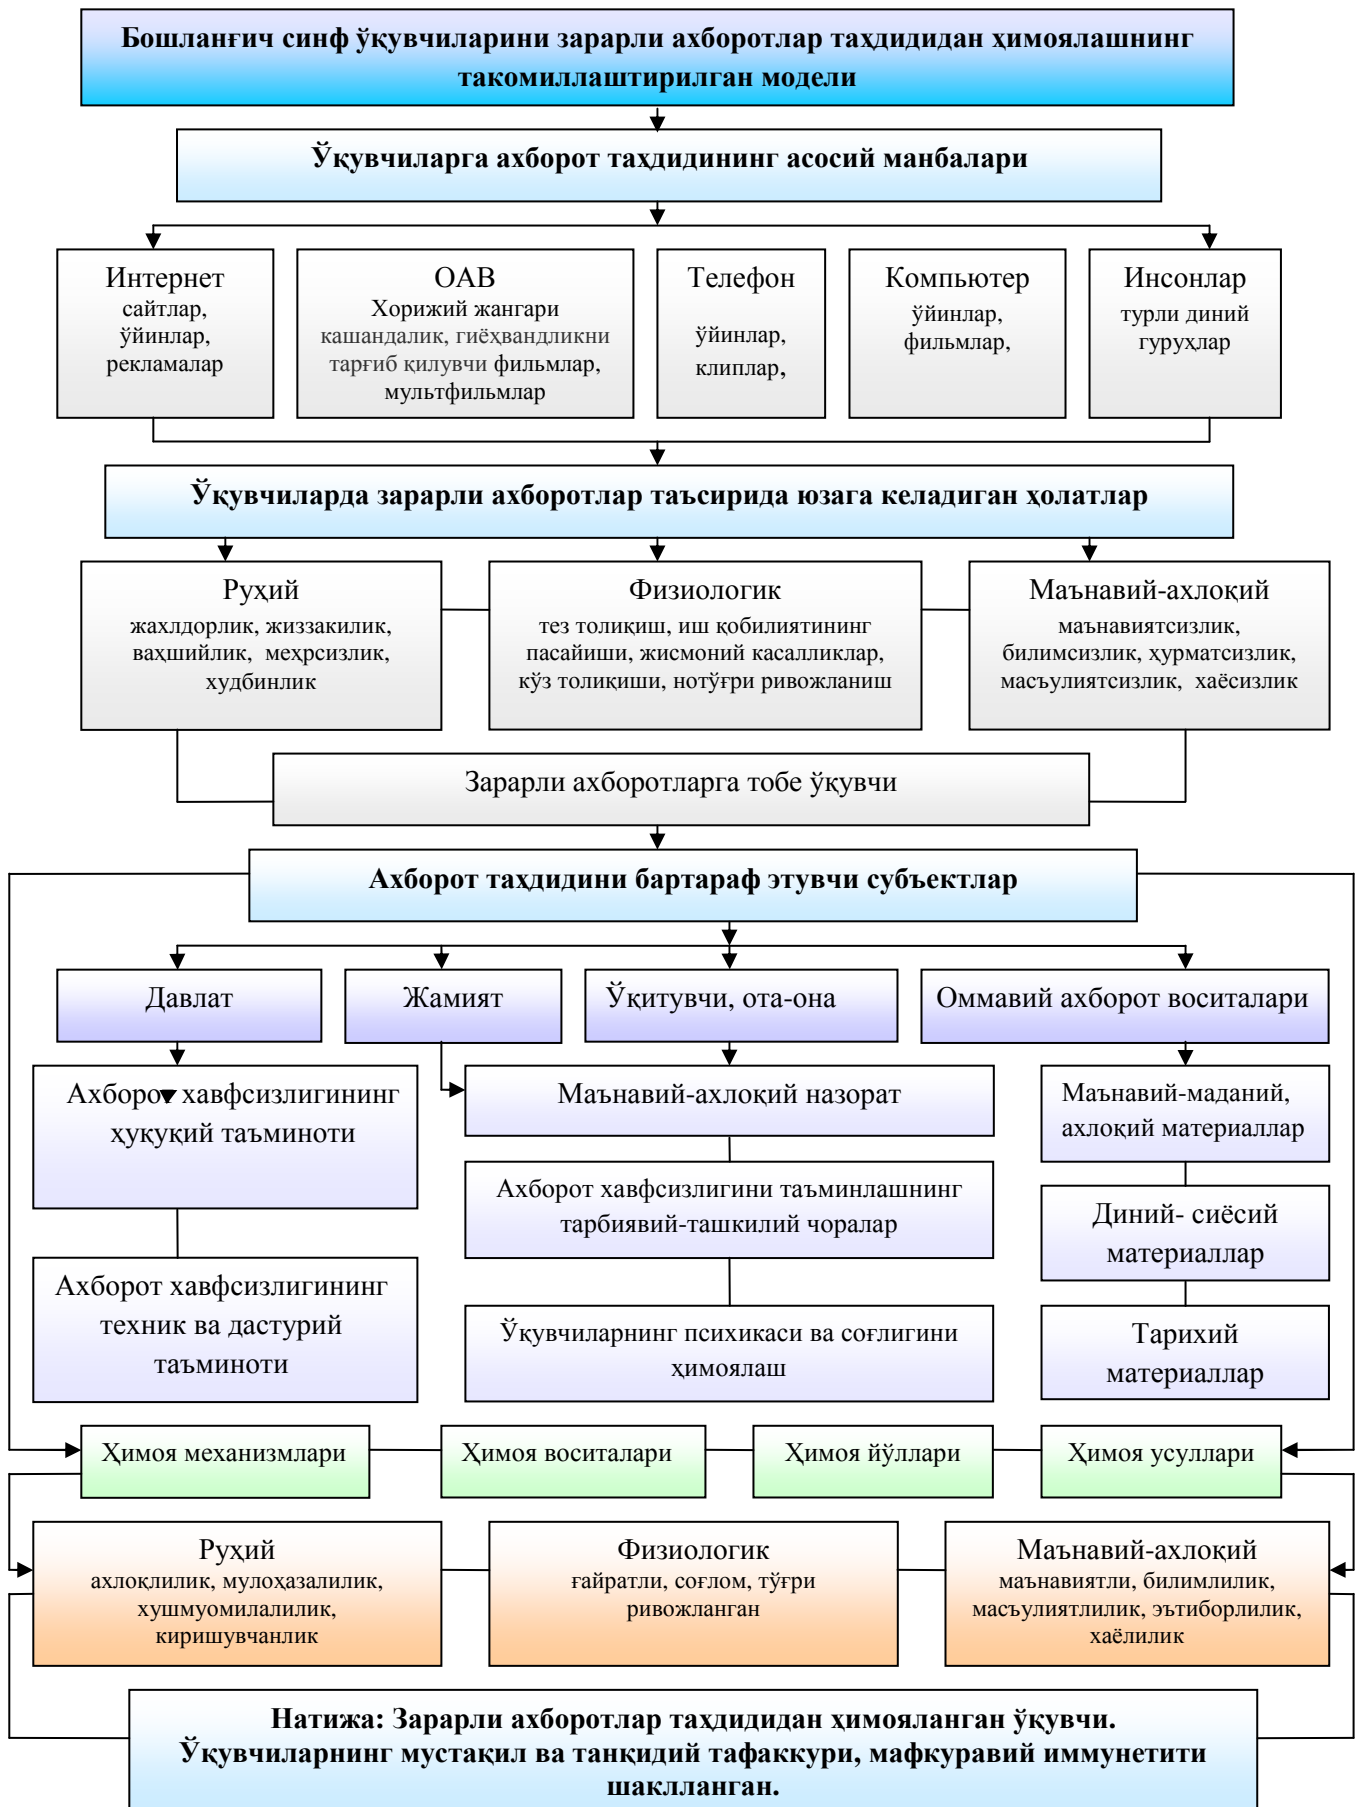 Бошланғич синф ўқувчиларини зарарли ахборотлар таҳдидидан ҳимоялашнинг
такомиллаштирилган модели
Ўқувчиларга ахборот таҳдидининг асосий манбалари
Интернет
сайтлар,
ўйинлар,
рекламалар
ОАВ
Хорижий жангари
кашандалик, гиёҳвандликни
тарғиб қилувчи фильмлар,
мультфильмлар
Телефон
ўйинлар,
клиплар,
Компьютер
ўйинлар,
фильмлар,
Инсонлар
турли диний
гуруҳлар
Ўқувчиларда зарарли ахборотлар таъсирида юзага келадиган ҳолатлар
Руҳий
жахлдорлик, жиззакилик,
ваҳшийлик, меҳрсизлик,
худбинлик
Физиологик
тез толиқиш, иш қобилиятининг
пасайиши, жисмоний касалликлар,
кўз толиқиши, нотўғри ривожланиш
Маънавий-ахлоқий
маънавиятсизлик,
билимсизлик, ҳурматсизлик,
масъулиятсизлик, хаёсизлик
Зарарли ахборотларга тобе ўқувчи
Ахборот таҳдидини бартараф этувчи субъектлар
Давлат
Жамият
Ўқитувчи, ота-она
Оммавий ахборот воситалари
Ахборот хавфсизлигининг
ҳуқуқий таъминоти
Маънавий-ахлоқий назорат
Маънавий-маданий,
ахлоқий материаллар
Ахборот хавфсизлигини таъминлашнинг
тарбиявий-ташкилий чоралар
Диний- сиёсий
материаллар
Ахборот хавфсизлигининг
техник ва дастурий
таъминоти
Ўқувчиларнинг психикаси ва соғлигини
ҳимоялаш
Тарихий
материаллар
Ҳимоя механизмлари
Ҳимоя воситалари
Ҳимоя йўллари
Ҳимоя усуллари
Руҳий
ахлоқлилик, мулоҳазалилик,
хушмуомилалилик,
киришувчанлик
Физиологик
ғайратли, соғлом, тўғри
ривожланган
Маънавий-ахлоқий
маънавиятли, билимлилик,
масъулиятлилик, эътиборлилик,
хаёлилик
Натижа: Зарарли ахборотлар таҳдидидан ҳимояланган ўқувчи.
Ўқувчиларнинг мустақил ва танқидий тафаккури, мафкуравий иммунетити
шаклланган.